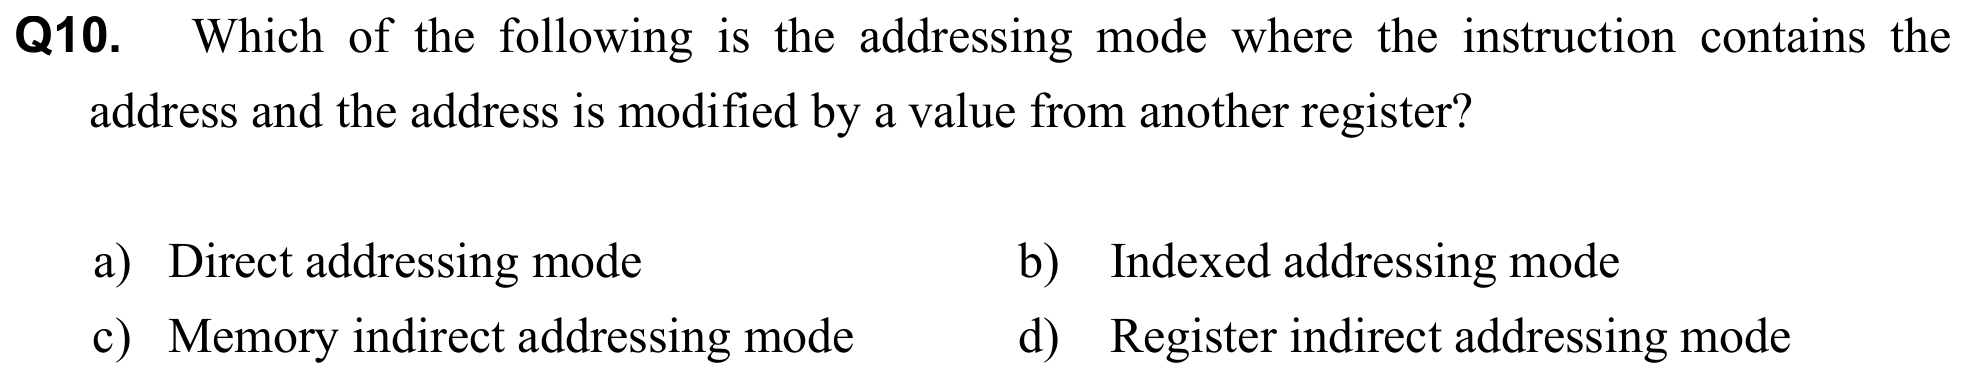 Q10. Which of the following is the addressing mode where the instruction contains the
address and the address is modified by a value from another register?
a) Direct addressing mode b) Indexed addressing mode
c) Memory indirect addressing mode d) Register indirect addressing mode